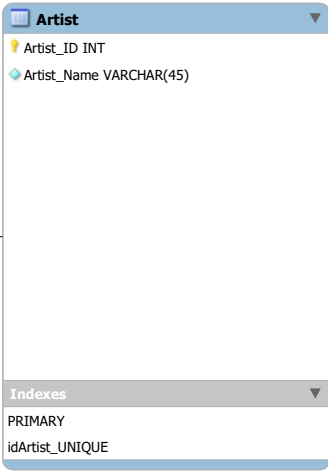 Artist
Artist_ID INT
Artist_Name VARCHAR(45)
Indexes
PRIMARY
idArtist_UNIQUE